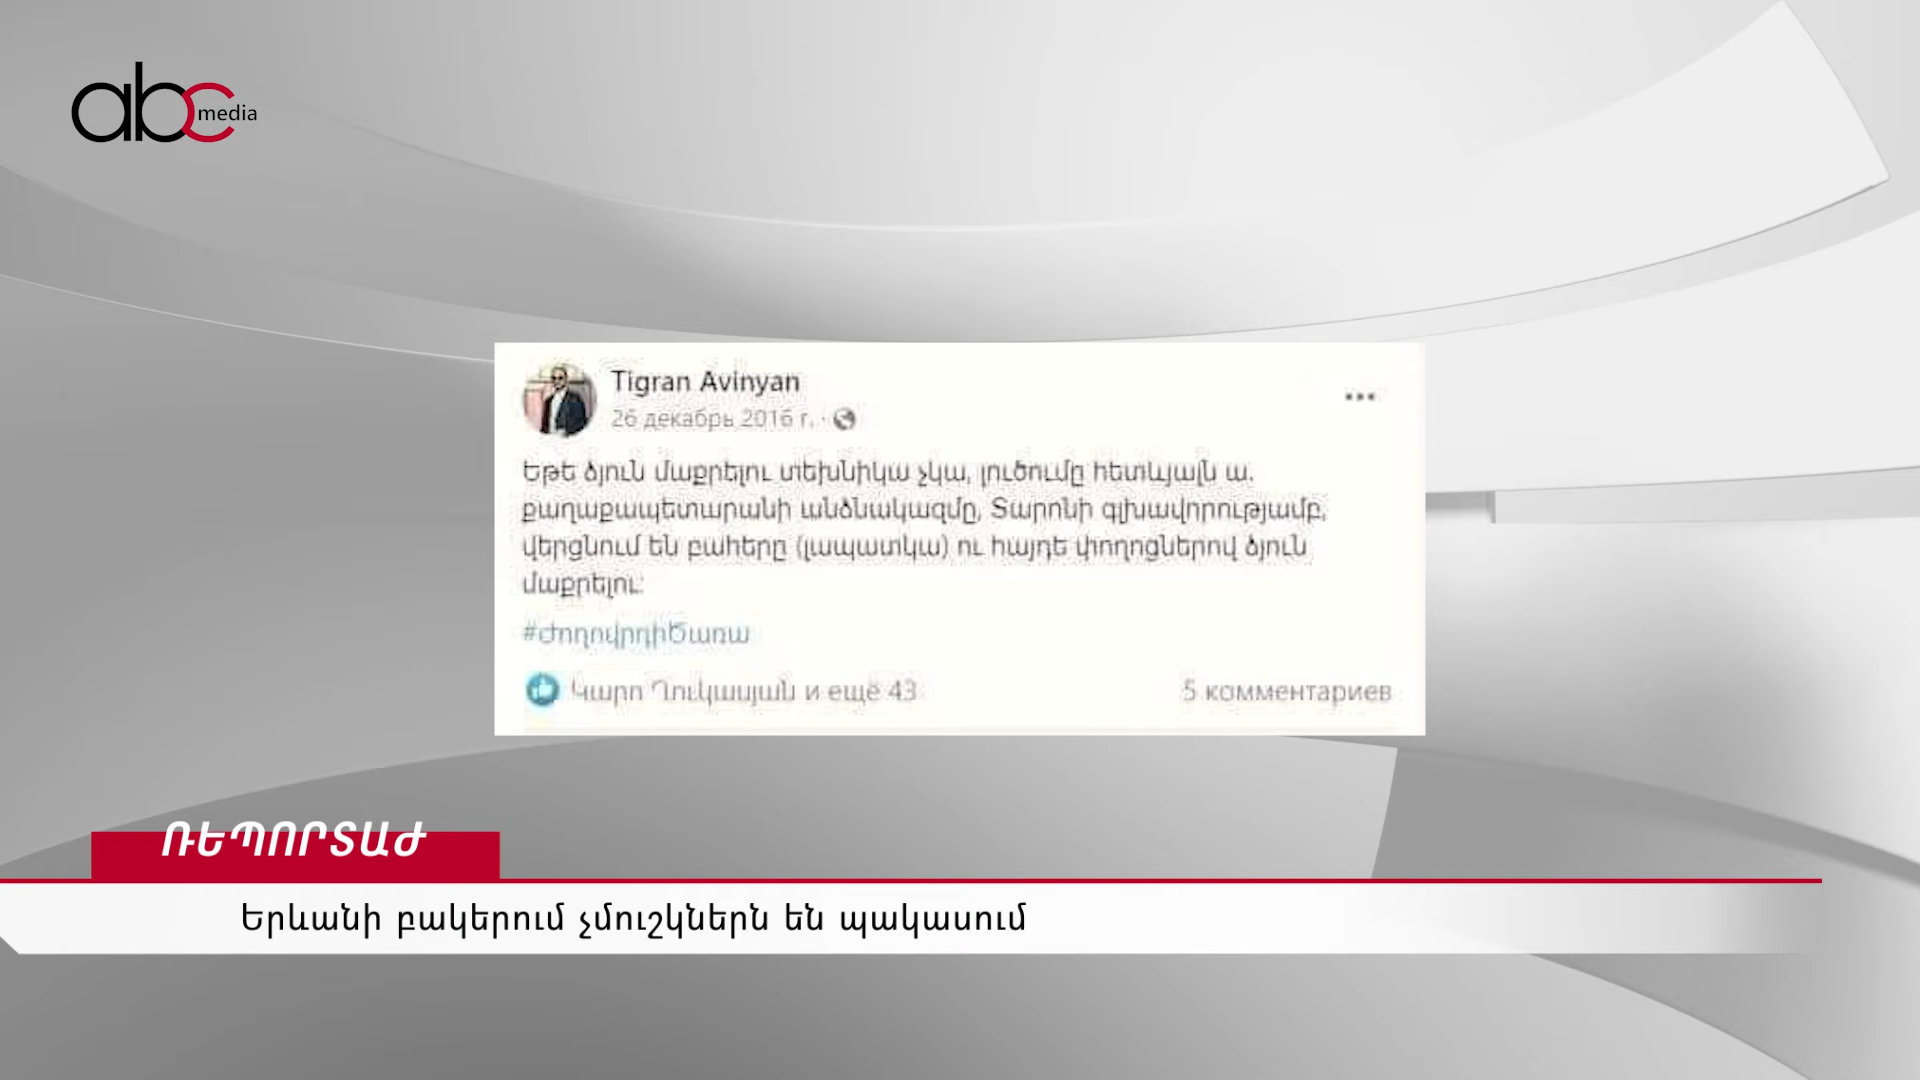 abc media
Tigran Avinyan
26 декабрь 2016 г. ·
Եթե ձյուն մաքրելու տեխնիկա չկա, լուծումը հետևյալն ա.
քաղաքապետարանի անձնակազմը, Տարոնի գլխավորությամբ,
վերցնում են բահերը (լապատկա) ու հայդե փողոցներով ձյուն
մաքրելու:
#ԺողովրդիԾառա
Կարո Ղուկասյան и ещё 43
5 комментариев
ՌԵՊՈՐՏԱԺ
Երևանի բակերում չմուշկներն են պակասում